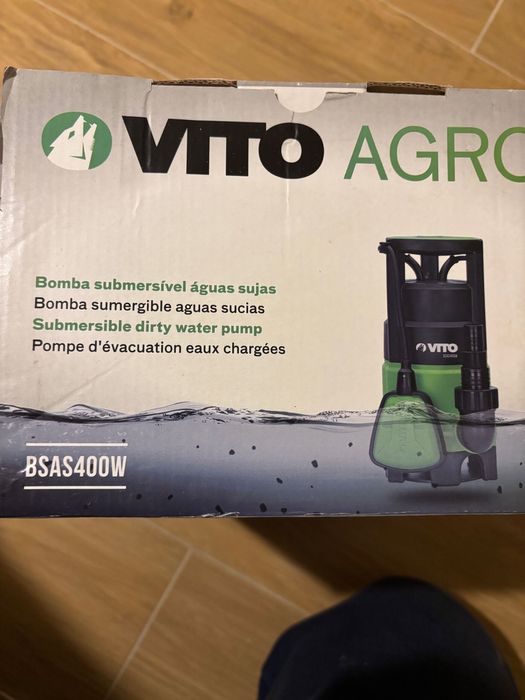 VITO AGRO
Bomba submersível águas sujas
Bomba sumergible aguas sucias
Submersible dirty water pump
Pompe d'évacuation eaux chargées
VITO
BSAS400W